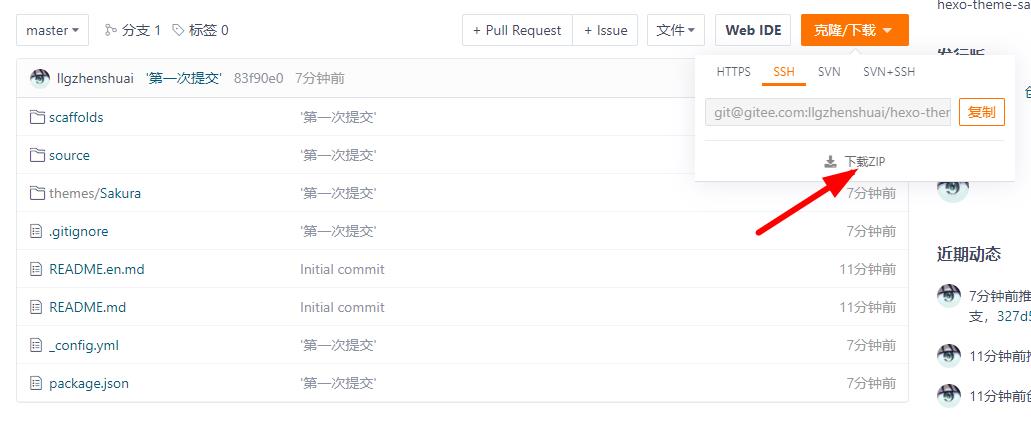 hexo-theme-sa
master 分支 1 标签 0 + Pull Request + Issue 文件 Web IDE 克隆/下载
发行版
llgzhenshuai '第一次提交' 83f90e0 7分钟前
HTTPS SSH SVN SVN+SSH
git@gitee.com:llgzhenshuai/hexo-them 复制
下载ZIP
scaffolds '第一次提交'
source '第一次提交'
themes/Sakura '第一次提交' 7分钟前
.gitignore '第一次提交' 7分钟前
README.en.md Initial commit 11分钟前
README.md Initial commit 11分钟前
_config.yml '第一次提交' 7分钟前
package.json '第一次提交' 7分钟前
近期动态
7分钟前推
支，327d5
11分钟前推
11分钟前创